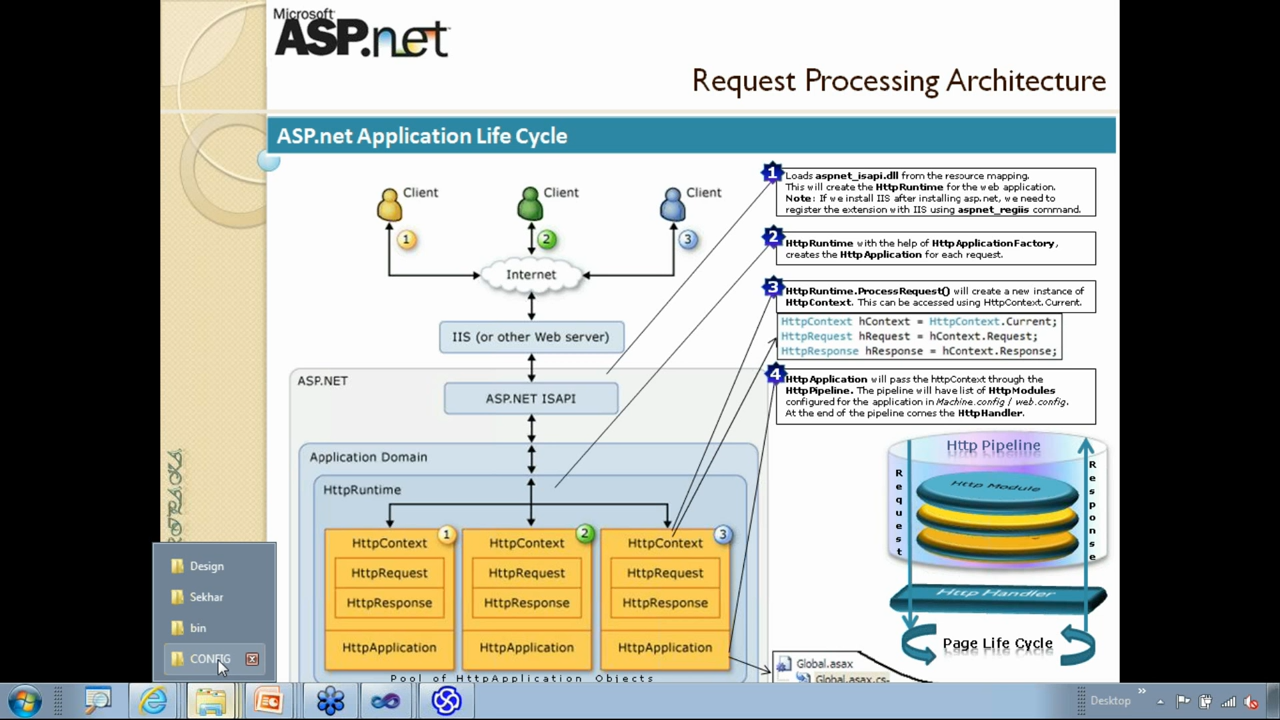 Microsoft
ASP.net
Request Processing Architecture
ASP.net Application Life Cycle
Client
Client
Client
1
2
3
Internet
IIS (or other Web server)
ASP.NET
ASP.NET ISAPI
Application Domain
HttpRuntime
1
2
3
HttpContext
HttpContext
HttpContext
HttpRequest
HttpRequest
HttpRequest
HttpResponse
HttpResponse
HttpResponse
HttpApplication
HttpApplication
HttpApplication
Pool of HttpApplication Objects
1
Loads aspnet_isapi.dll from the resource mapping.
This will create the HttpRuntime for the web application.
Note: If we install IIS after installing asp.net, we need to
register the extension with IIS using aspnet_regiis command.
2
HttpRuntime with the help of HttpApplicationFactory,
creates the HttpApplication for each request.
3
HttpRuntime.ProcessRequest() will create a new instance of
HttpContext. This can be accessed using HttpContext.Current.
HttpContext hContext = HttpContext.Current;
HttpRequest hRequest = hContext.Request;
HttpResponse hResponse = hContext.Response;
4
HttpApplication will pass the httpContext through the
HttpPipeline. The pipeline will have list of HttpModules
configured for the application in Machine.config / web.config.
At the end of the pipeline comes the HttpHandler.
Http Pipeline
Request
Response
Http Module
Http Handler
Page Life Cycle
Global.asax
Global.asax.cs
Design
Sekhar
bin
CONFIG
Desktop